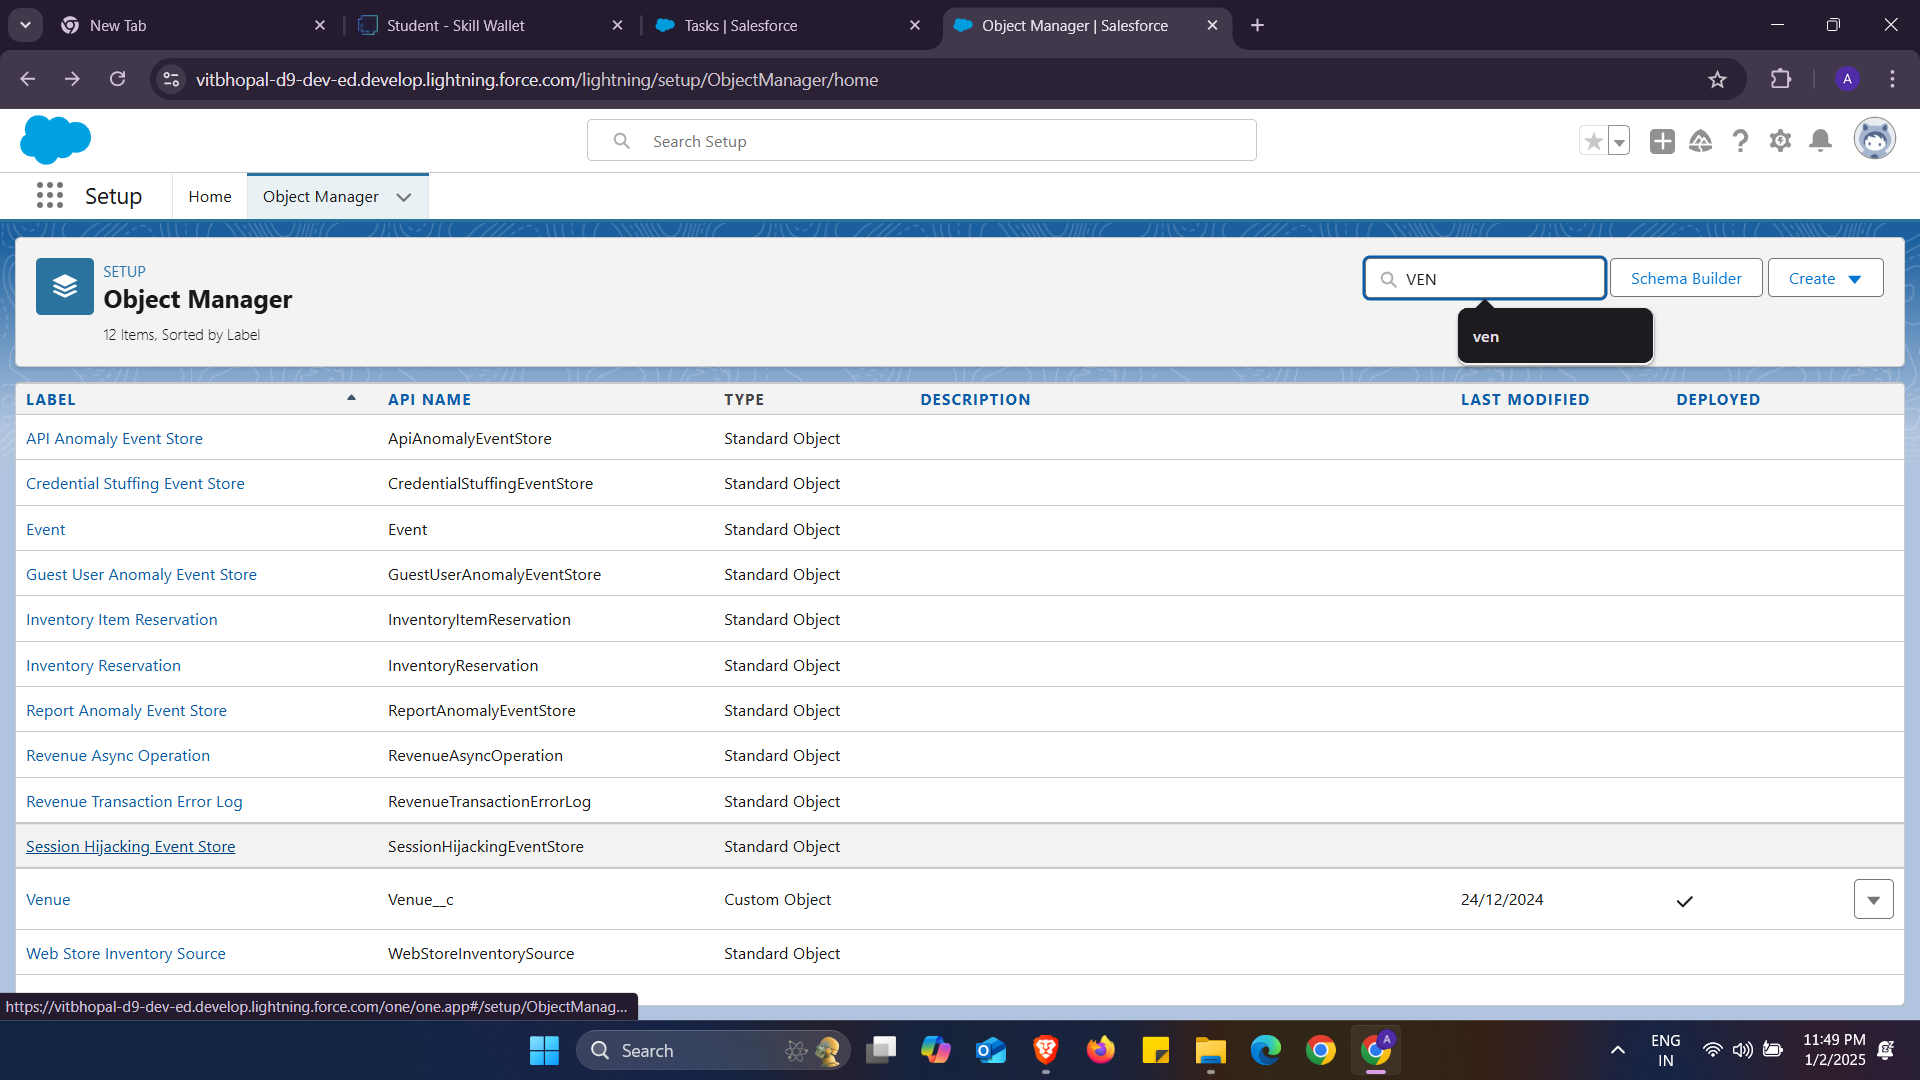 New Tab
Student - Skill Wallet
Tasks | Salesforce
Object Manager | Salesforce
vitbhopal-d9-dev-ed.develop.lightning.force.com/lightning/setup/ObjectManager/home
A
Search Setup
Setup
Home
Object Manager
SETUP
Object Manager
12 Items, Sorted by Label
VEN
Schema Builder
Create
ven
LABEL API NAME TYPE DESCRIPTION LAST MODIFIED DEPLOYED
API Anomaly Event Store ApiAnomalyEventStore Standard Object
Credential Stuffing Event Store CredentialStuffingEventStore Standard Object
Event Event Standard Object
Guest User Anomaly Event Store GuestUserAnomalyEventStore Standard Object
Inventory Item Reservation InventoryItemReservation Standard Object
Inventory Reservation InventoryReservation Standard Object
Report Anomaly Event Store ReportAnomalyEventStore Standard Object
Revenue Async Operation RevenueAsyncOperation Standard Object
Revenue Transaction Error Log RevenueTransactionErrorLog Standard Object
Session Hijacking Event Store SessionHijackingEventStore Standard Object
Venue Venue__c Custom Object 24/12/2024
Web Store Inventory Source WebStoreInventorySource Standard Object
https://vitbhopal-d9-dev-ed.develop.lightning.force.com/one/one.app#/setup/ObjectManag...
Search
A
ENG
IN
11:49 PM
1/2/2025